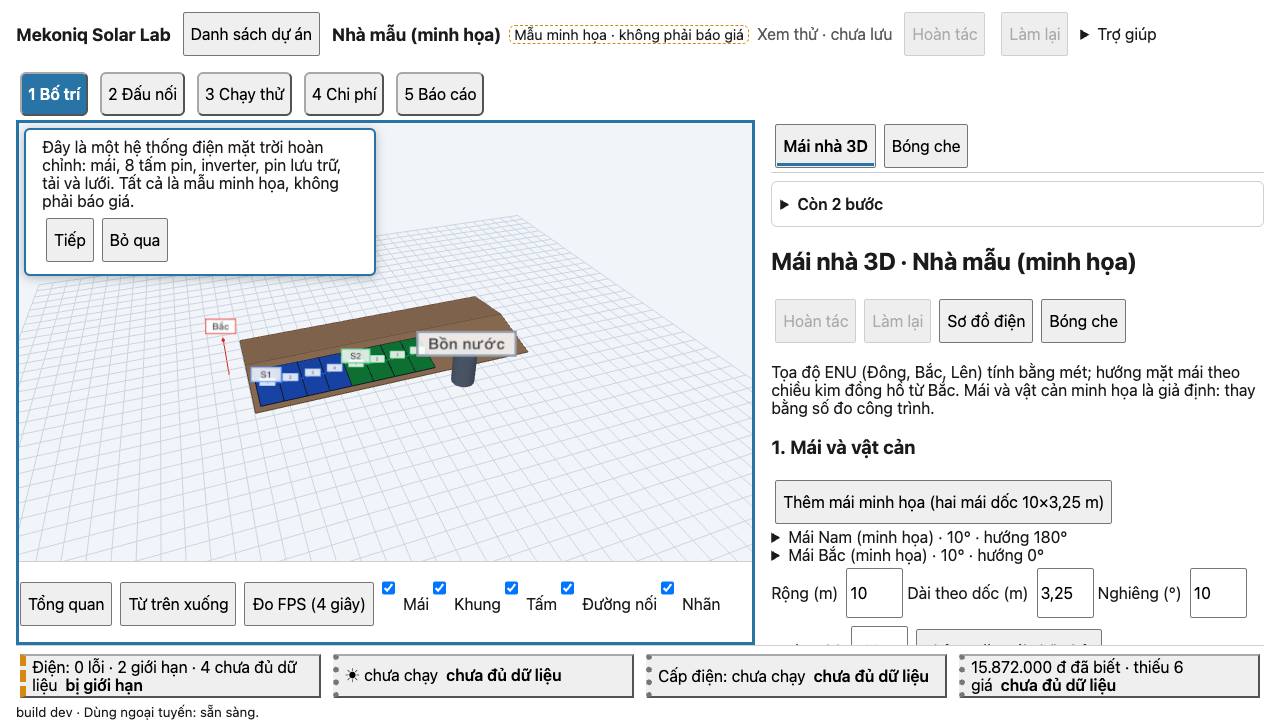 Mekoniq Solar Lab
Danh sách dự án
Nhà mẫu (minh họa)
Mẫu minh họa · không phải báo giá
Xem thử · chưa lưu
Hoàn tác
Làm lại
▶ Trợ giúp
1 Bố trí
2 Đấu nối
3 Chạy thử
4 Chi phí
5 Báo cáo
Đây là một hệ thống điện mặt trời hoàn
chỉnh: mái, 8 tấm pin, inverter, pin lưu trữ,
tải và lưới. Tất cả là mẫu minh họa, không
phải báo giá.
Tiếp
Bỏ qua
Bắc
S1
S2
Bồn nước
Tổng quan
Từ trên xuống
Đo FPS (4 giây)
Mái
Khung
Tấm
Đường nối
Nhãn
Mái nhà 3D
Bóng che
▶ Còn 2 bước
Mái nhà 3D · Nhà mẫu (minh họa)
Hoàn tác
Làm lại
Sơ đồ điện
Bóng che
Tọa độ ENU (Đông, Bắc, Lên) tính bằng mét; hướng mặt mái theo
chiều kim đồng hồ từ Bắc. Mái và vật cản minh họa là giả định: thay
bằng số đo công trình.
1. Mái và vật cản
Thêm mái minh họa (hai mái dốc 10×3,25 m)
▶ Mái Nam (minh họa) · 10° · hướng 180°
▶ Mái Bắc (minh họa) · 10° · hướng 0°
Rộng (m) 10 Dài theo dốc (m) 3,25 Nghiêng (°) 10
Điện: 0 lỗi · 2 giới hạn · 4 chưa đủ dữ
liệu bị giới hạn
☀ chưa chạy chưa đủ dữ liệu
Cấp điện: chưa chạy chưa đủ dữ liệu
15.872.000 đ đã biết · thiếu 6
giá chưa đủ dữ liệu
build dev · Dùng ngoại tuyến: sẵn sàng.